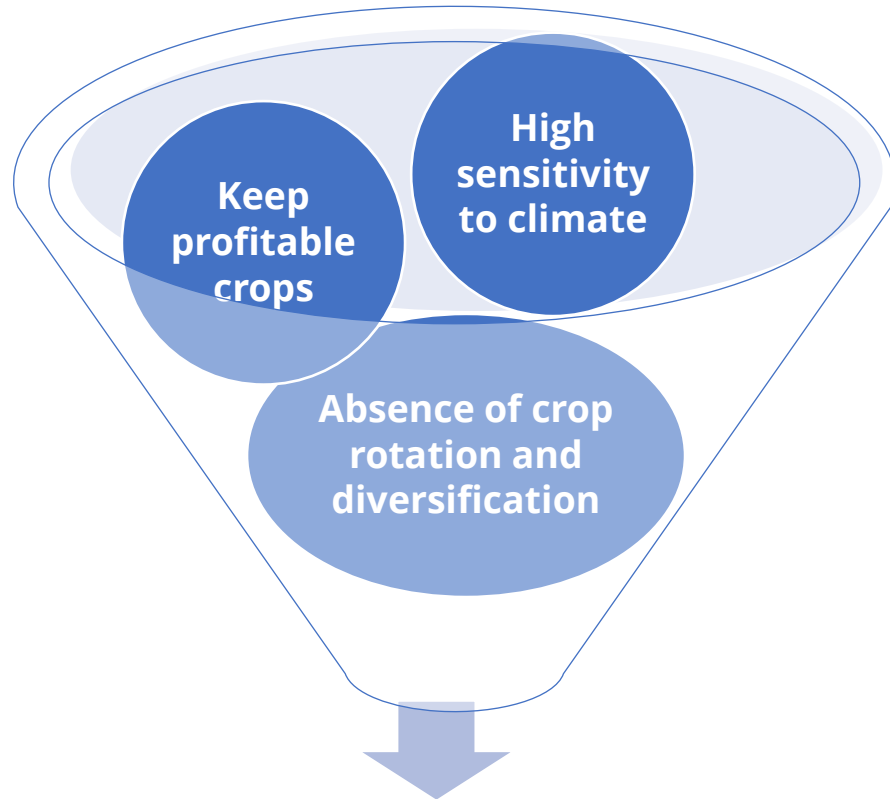 High
sensitivity
to climate
Keep
profitable
crops
Absence of crop
rotation and
diversification